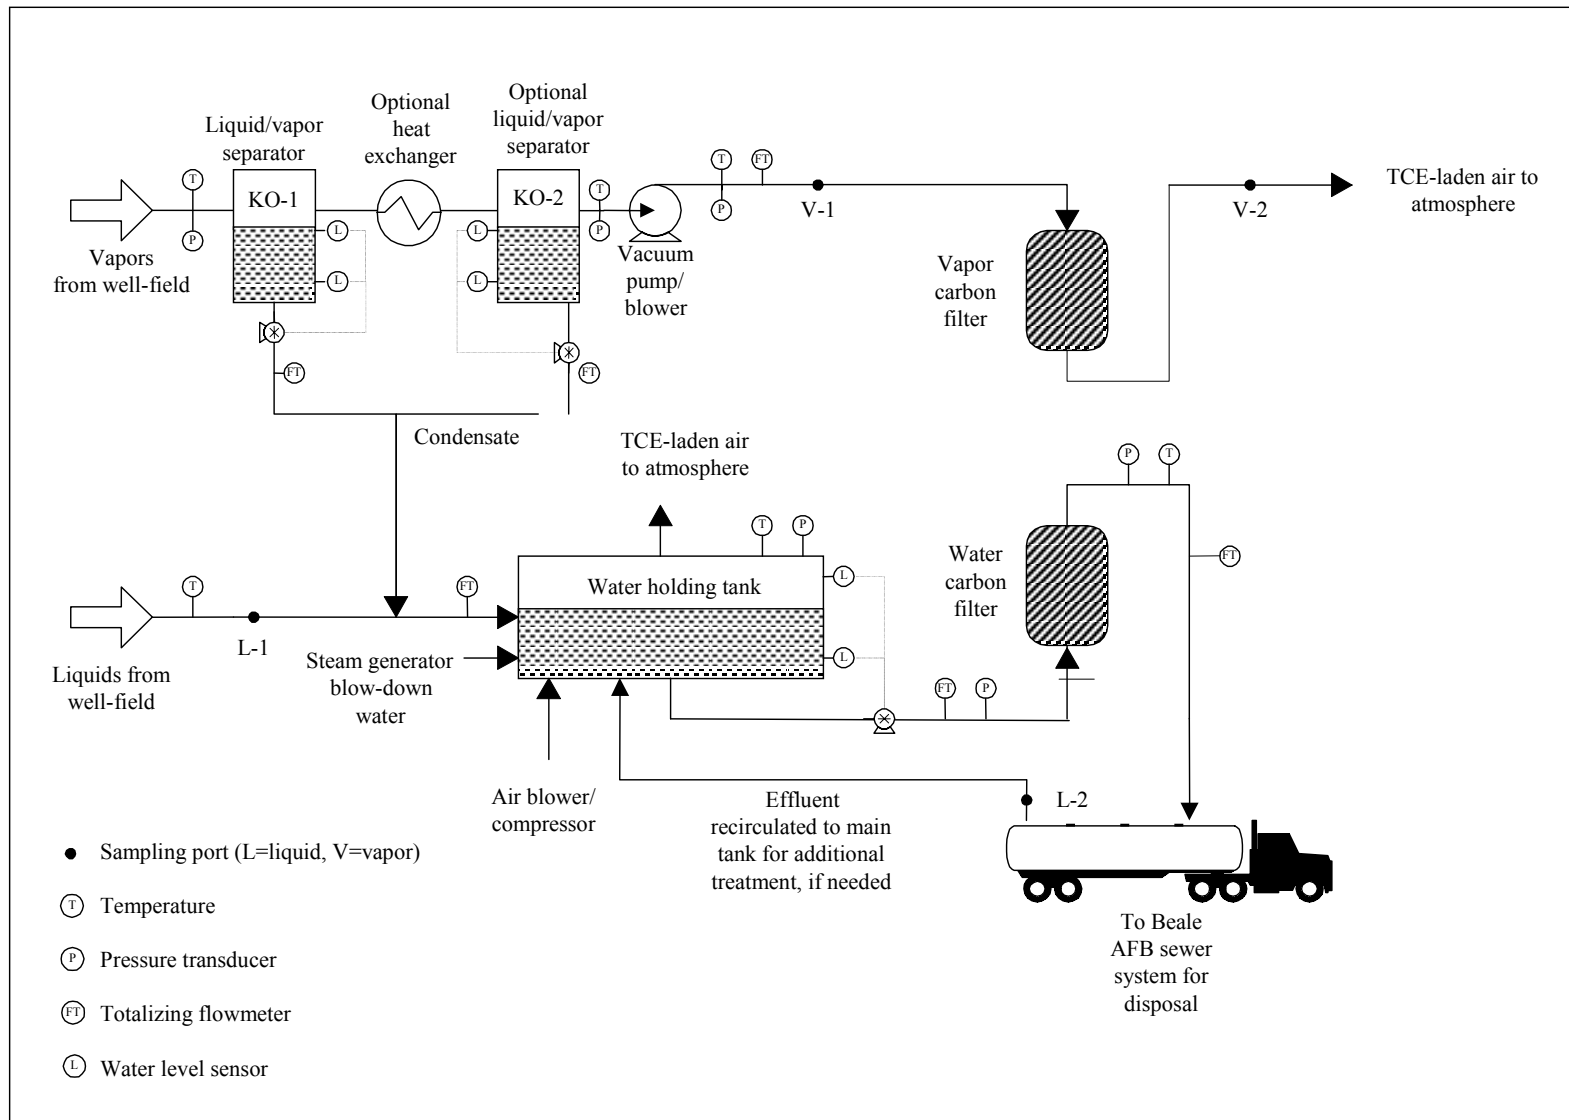 Optional
liquid/vapor
separator
Optional
heat
exchanger
Liquid/vapor
separator
T
P
KO-1
L
L
KO-2
L
L
T
P
T
P
FT
V-1
V-2
TCE-laden air to
atmosphere
Vapors
from well-field
Vacuum
pump/
blower
Vapor
carbon
filter
FT
FT
Condensate
TCE-laden air
to atmosphere
P
T
T
P
Water holding tank
L
L
Water
carbon
filter
FT
T
L-1
FT
Liquids from
well-field
Steam generator
blow-down
water
FT
P
Air blower/
compressor
Effluent
recirculated to main
tank for additional
treatment, if needed
L-2
To Beale
AFB sewer
system for
disposal
Sampling port (L=liquid, V=vapor)
T Temperature
P Pressure transducer
FT Totalizing flowmeter
L Water level sensor